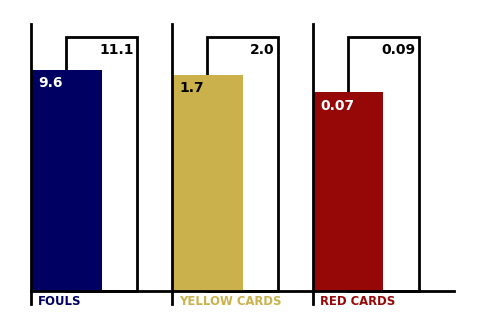 11.1
9.6
FOULS
2.0
1.7
YELLOW CARDS
0.09
0.07
RED CARDS